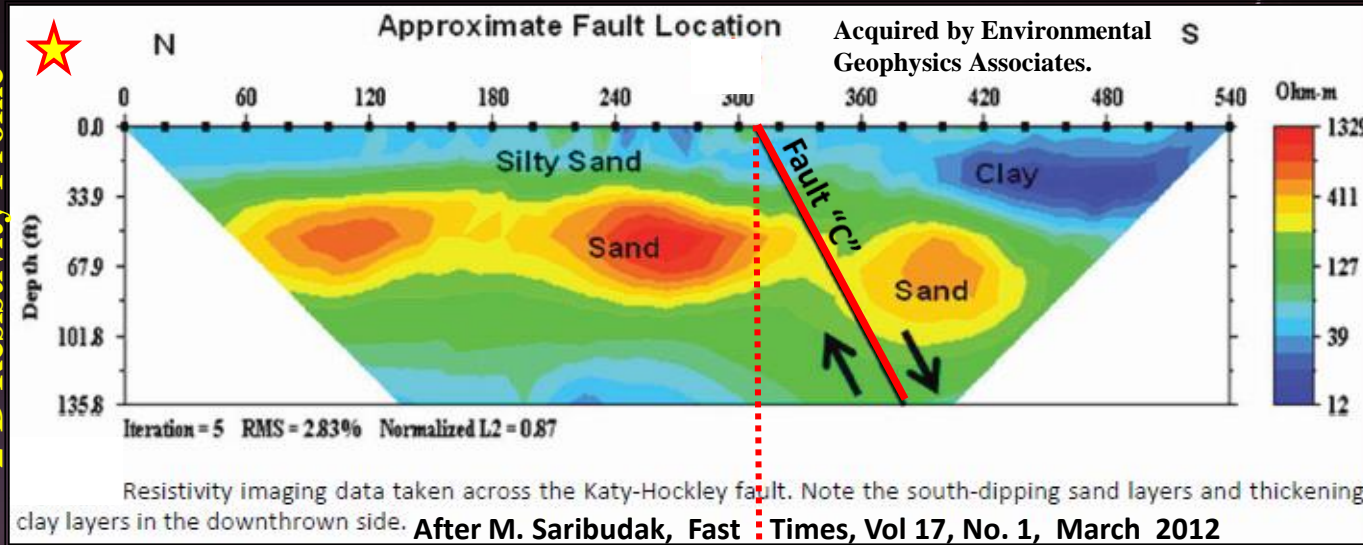 Approximate Fault Location
N
Acquired by Environmental
Geophysics Associates.
S
0 60 120 180 240 300 360 420 480 540 Ohm-m
0.0
33.9
67.9
101.8
135.8
Depth (ft)
Silty Sand
Sand
Fault “C”
Clay
Sand
1329
411
127
39
12
Iteration = 5 RMS = 2.83% Normalized L2 = 0.87
Resistivity imaging data taken across the Katy-Hockley fault. Note the south-dipping sand layers and thickening
clay layers in the downthrown side. After M. Saribudak, Fast Times, Vol 17, No. 1, March 2012